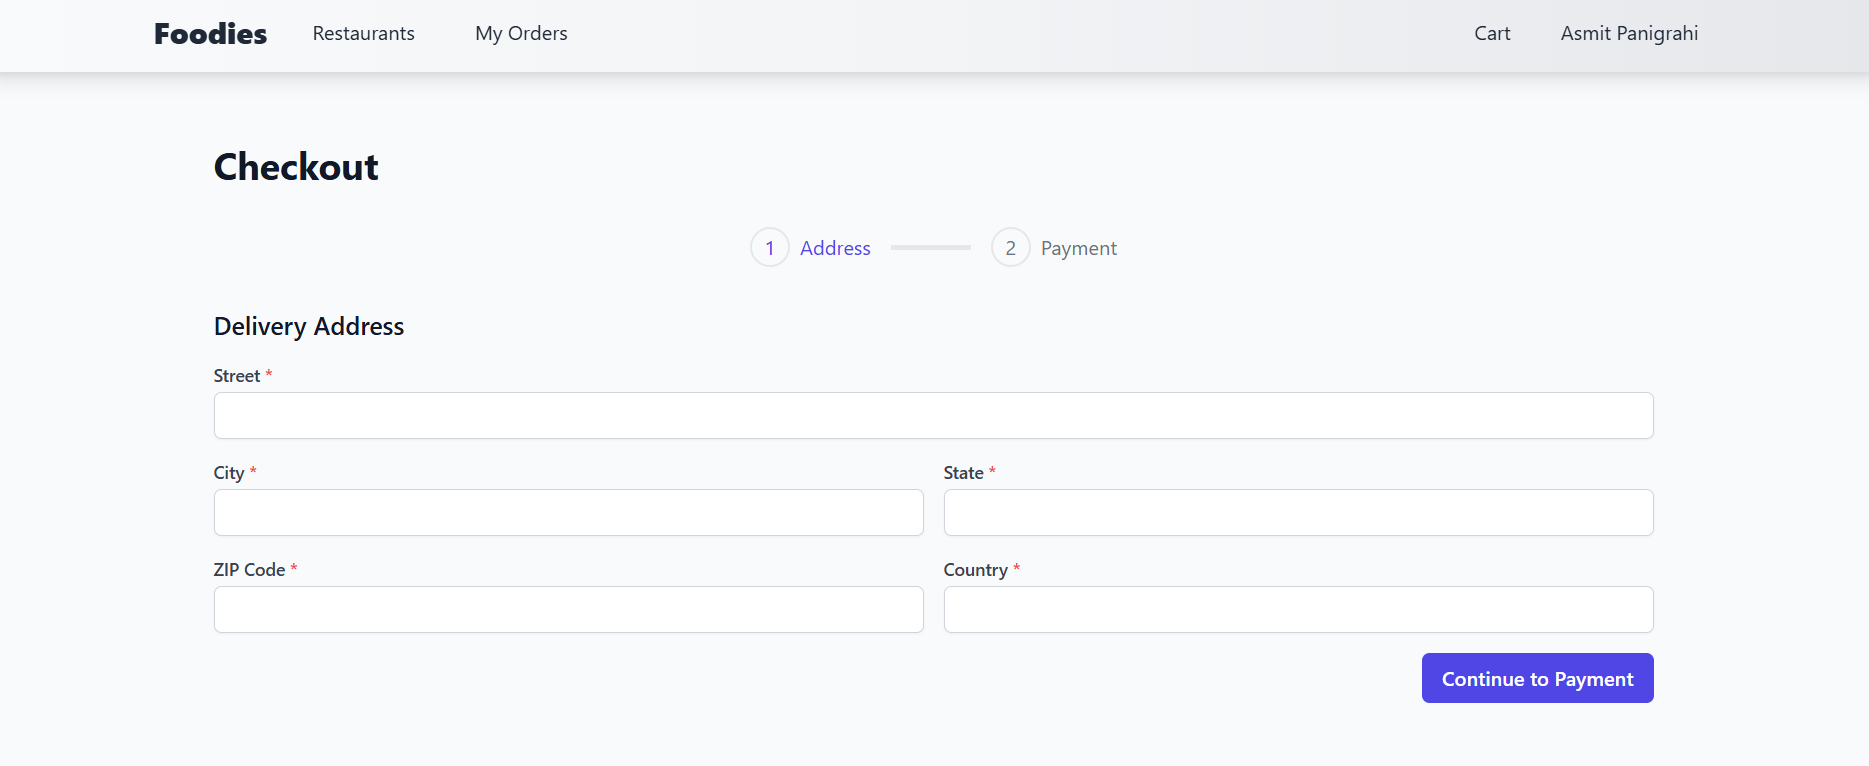 Foodies Restaurants My Orders Cart Asmit Panigrahi
Checkout
1 Address 2 Payment
Delivery Address
Street *
City * State *
ZIP Code * Country *
Continue to Payment